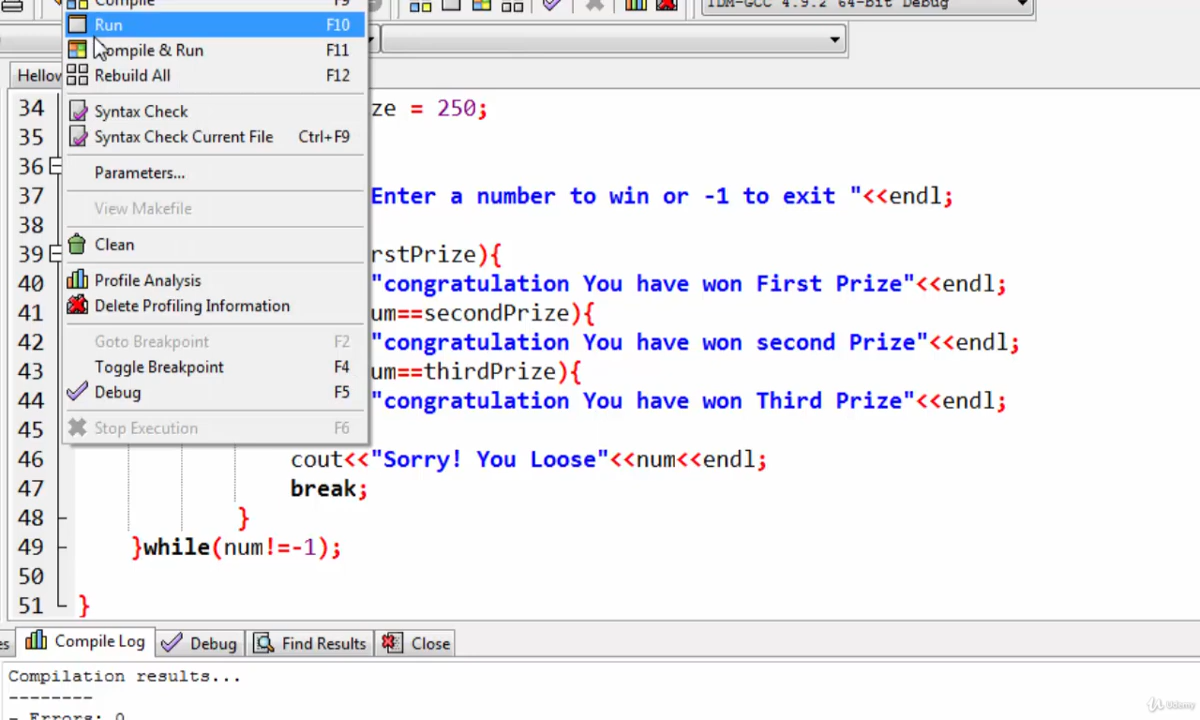 Compile F9
TDM-GCC 4.9.2 64-bit Debug
Run F10
Compile & Run F11
Rebuild All F12
Syntax Check
Syntax Check Current File Ctrl+F9
Parameters...
View Makefile
Clean
Profile Analysis
Delete Profiling Information
Goto Breakpoint F2
Toggle Breakpoint F4
Debug F5
Stop Execution F6
Hellow
34 ze = 250;
35
36
37 Enter a number to win or -1 to exit "<<endl;
38
39 rstPrize){
40 "congratulation You have won First Prize"<<endl;
41 um==secondPrize){
42 "congratulation You have won second Prize"<<endl;
43 um==thirdPrize){
44 "congratulation You have won Third Prize"<<endl;
45
46 cout<<"Sorry! You Loose"<<num<<endl;
47 break;
48 }
49 }while(num!=-1);
50
51 }
es Compile Log Debug Find Results Close
Compilation results...
--------
- Errors: 0
Udemy